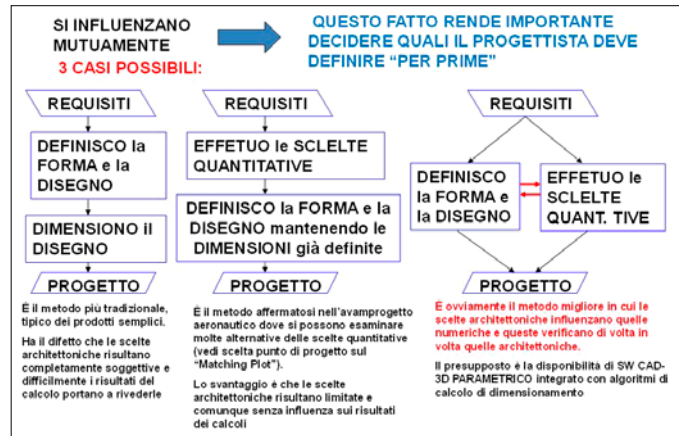 SI INFLUENZANO
MUTUAMENTE
3 CASI POSSIBILI:
QUESTO FATTO RENDE IMPORTANTE
DECIDERE QUALI IL PROGETTISTA DEVE
DEFINIRE “PER PRIME”
REQUISITI
DEFINISCO la
FORMA e la
DISEGNO
DIMENSIONO il
DISEGNO
PROGETTO
È il metodo più tradizionale,
tipico dei prodotti semplici.
Ha il difetto che le scelte
architettoniche risultano
completamente soggettive e
difficilmente i risultati del
calcolo portano a rivederle
REQUISITI
EFFETUO le SCLELTE
QUANTITATIVE
DEFINISCO la FORMA e la
DISEGNO mantenendo le
DIMENSIONI già definite
PROGETTO
È il metodo affermatosi nell'avamprogetto
aeronautico dove si possono esaminare
molte alternative delle scelte quantitative
(vedi scelta punto di progetto sul
“Matching Plot”).
Lo svantaggio é che le scelte
architettoniche risultano limitate e
comunque senza influenza sui risultati
dei calcoli
REQUISITI
DEFINISCO
la FORMA e
la DISEGNO
EFFETUO le
SCLELTE
QUANT. TIVE
PROGETTO
È ovviamente il metodo migliore in cui le
scelte architettoniche influenzano quelle
numeriche e queste verificano di volta in
volta quelle architettoniche.
Il presupposto è la disponibilità di SW CAD-
3D PARAMETRICO integrato con algoritmi di
calcolo di dimensionamento